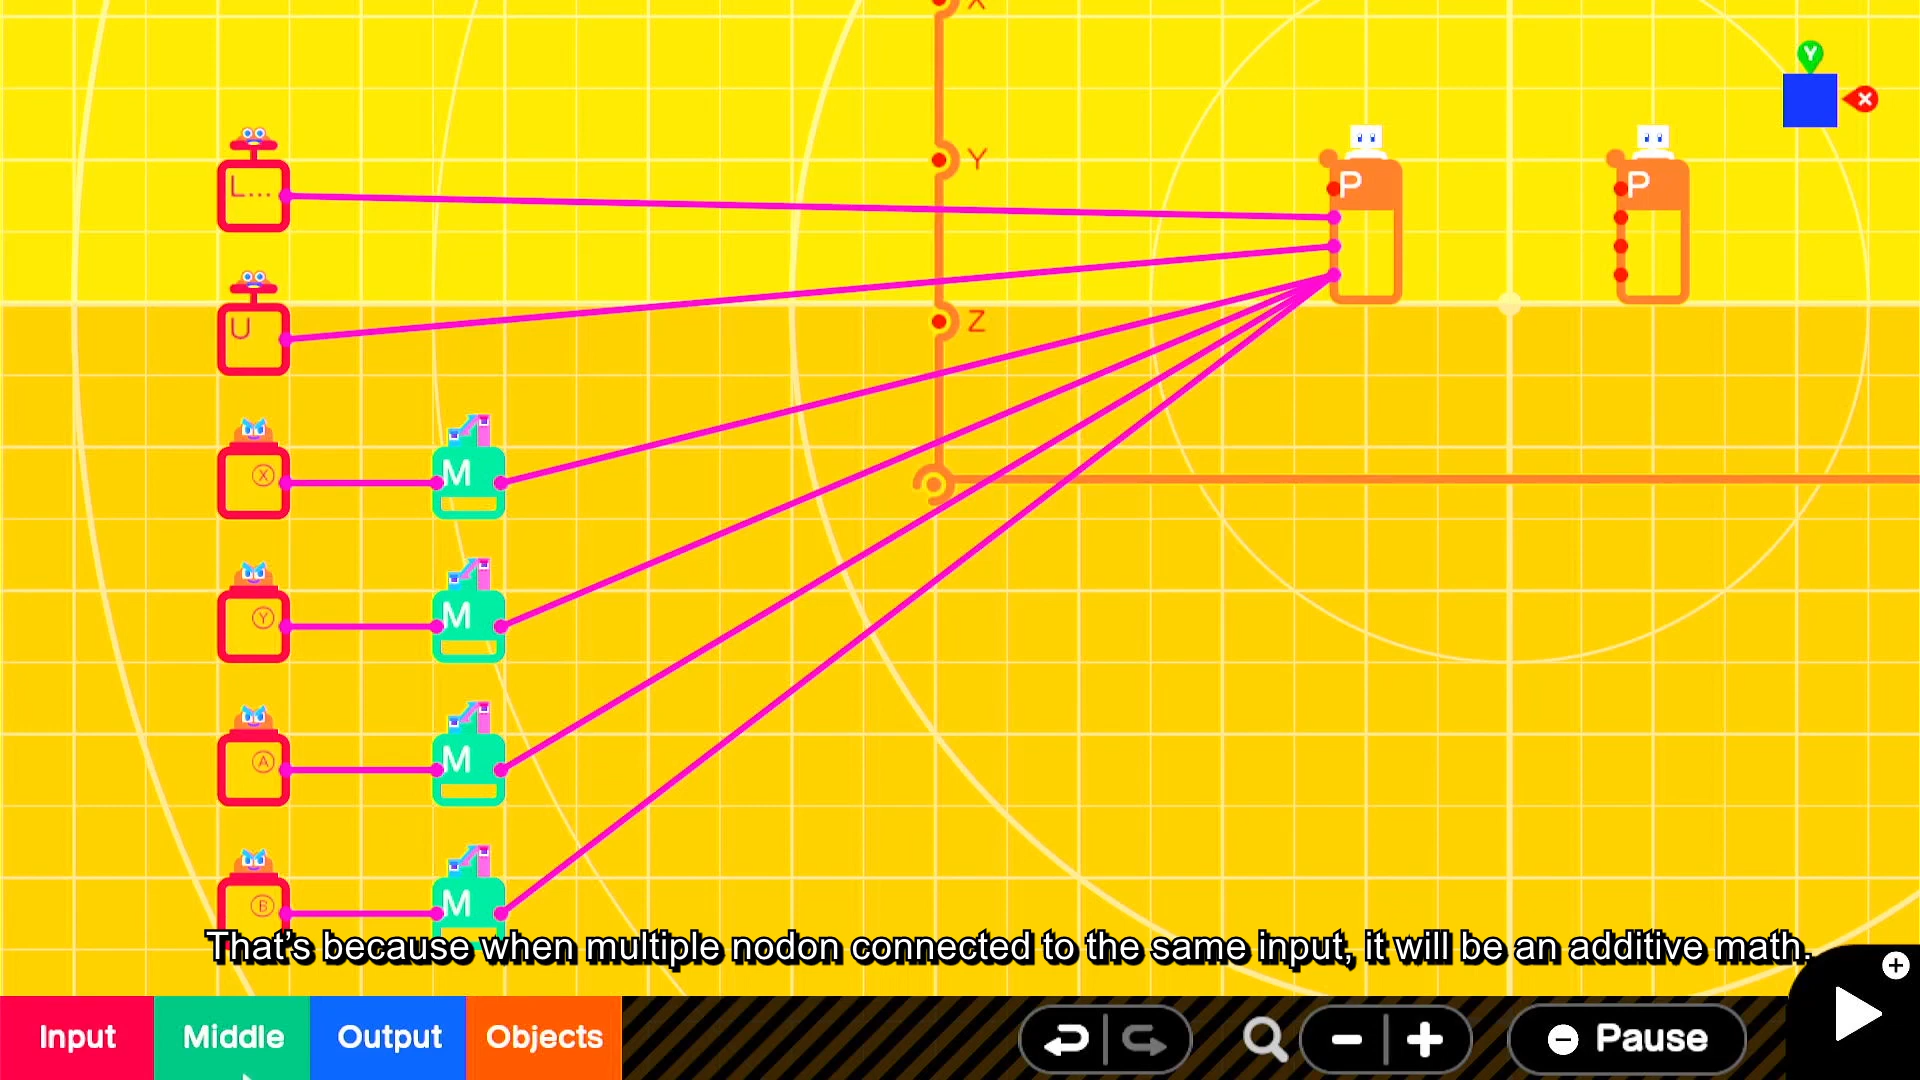 X
Y
X
L...
P
P
Y
U
Z
X
M
Y
M
A
M
B
M
That's because when multiple nodon connected to the same input, it will be an additive math.
Input
Middle
Output
Objects
Pause